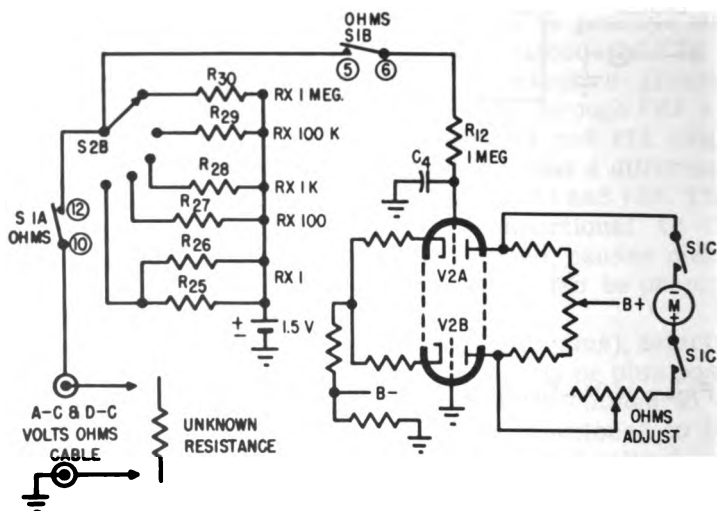 OHMS
S1B
5
6
R30
RX 1 MEG.
R29
RX 100 K
S2B
R28
RX 1 K
R27
RX 100
R26
RX 1
R25
+
−
1.5 V
12
S1A
OHMS
10
R12
1 MEG
C4
V2A
V2B
B-
B+
S1C
−
M
+
S1C
OHMS
ADJUST
A-C & D-C
VOLTS OHMS
CABLE
UNKNOWN
RESISTANCE